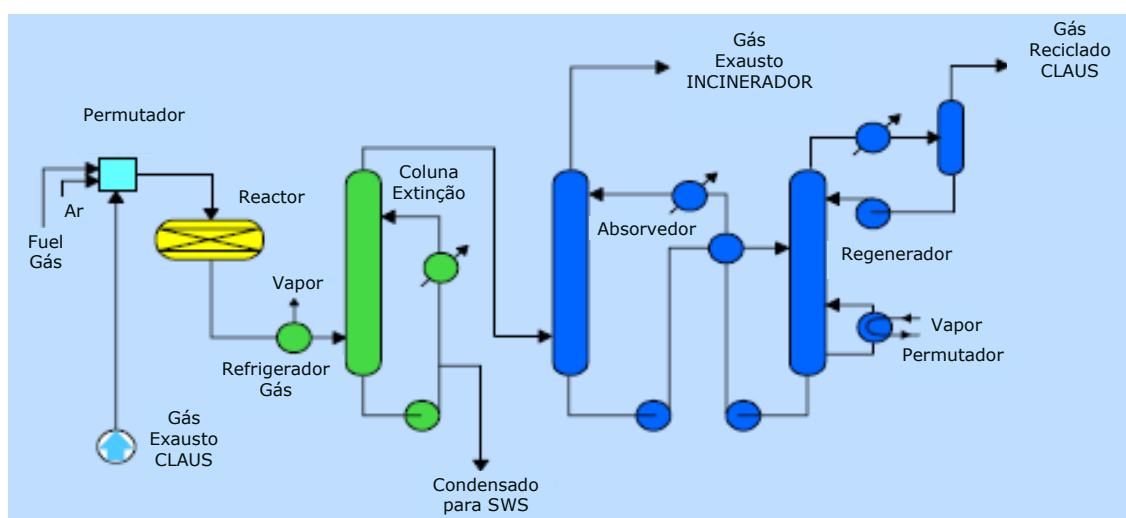 Permutador
Fuel
Gás
Ar
Reactor
Gás
Exausto
CLAUS
Vapor
Refrigerador
Gás
Coluna
Extinção
Condensado
para SWS
Gás
Exausto
INCINERADOR
Absorvedor
Gás
Reciclado
CLAUS
Regenerador
Vapor
Permutador